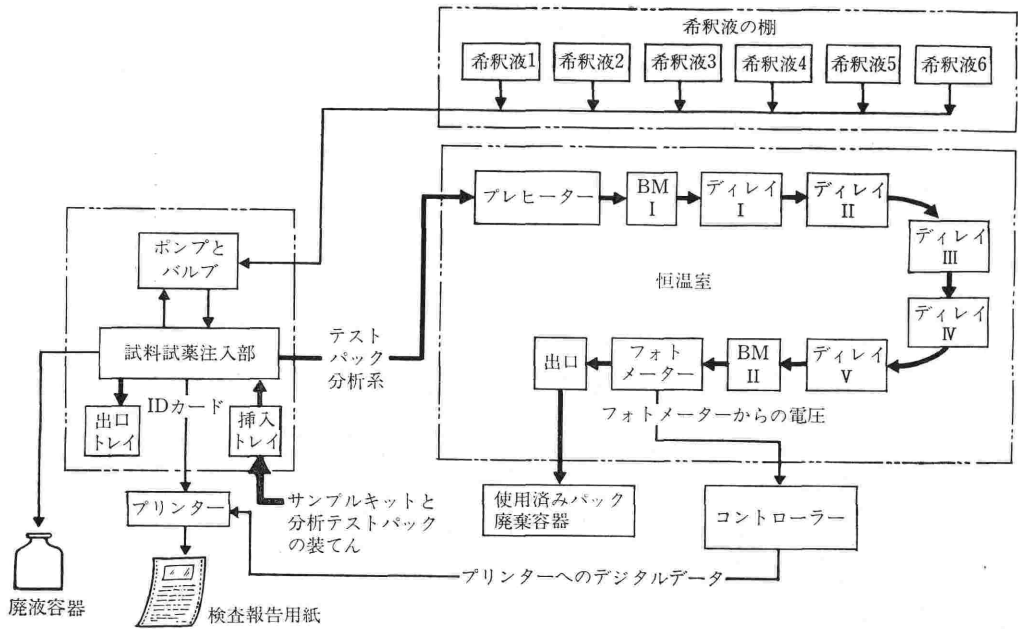 希釈液の棚
希釈液1
希釈液2
希釈液3
希釈液4
希釈液5
希釈液6
プレヒーター
BM
I
ディレイ
I
ディレイ
II
ディレイ
III
ディレイ
IV
ディレイ
V
BM
II
フォト
メーター
出口
恒温室
フォトメーターからの電圧
ポンプと
バルブ
試料試薬注入部
テスト
パック
分析系
出口
トレイ
IDカード
挿入
トレイ
プリンター
サンプルキットと
分析テストパック
の装てん
使用済みパック
廃棄容器
コントローラー
プリンターへのデジタルデータ
廃液容器
検査報告用紙